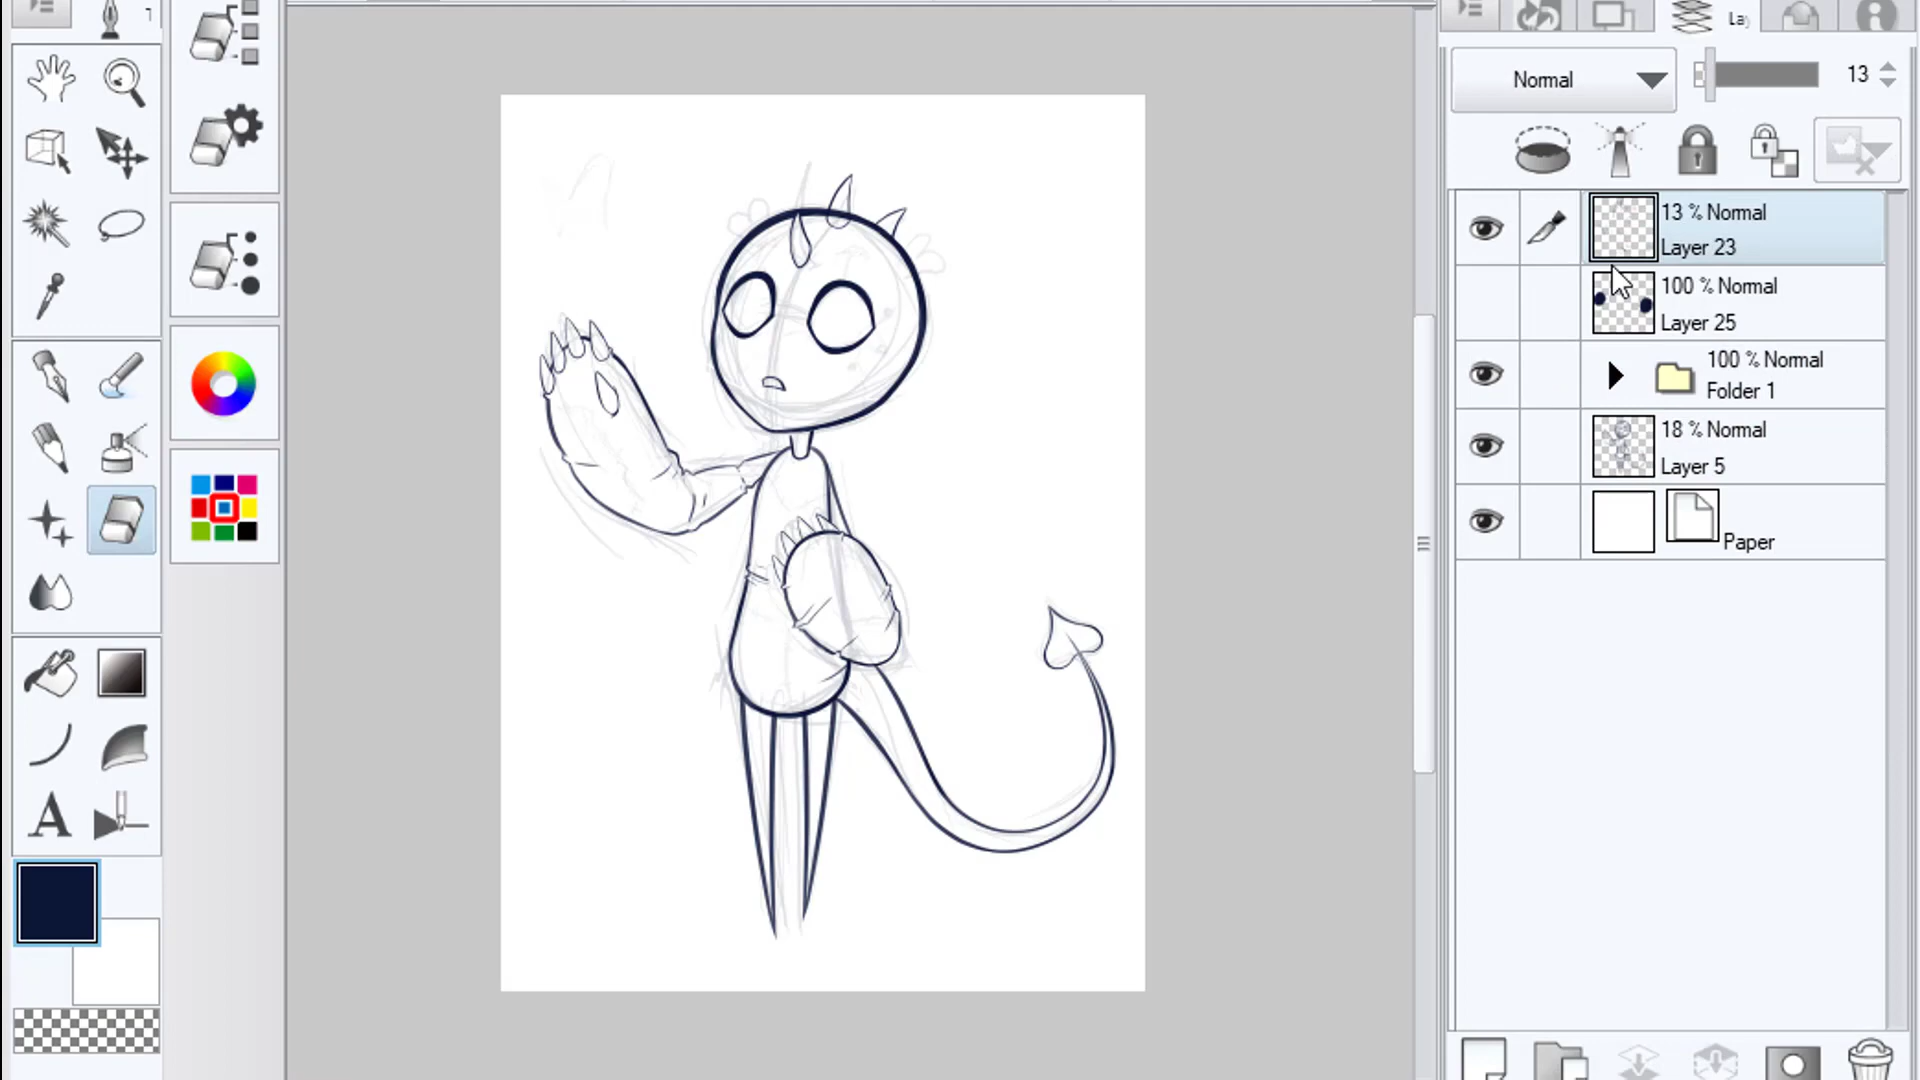 La
Normal
13
13 % Normal
Layer 23
100 % Normal
Layer 25
100 % Normal
Folder 1
18 % Normal
Layer 5
Paper
A